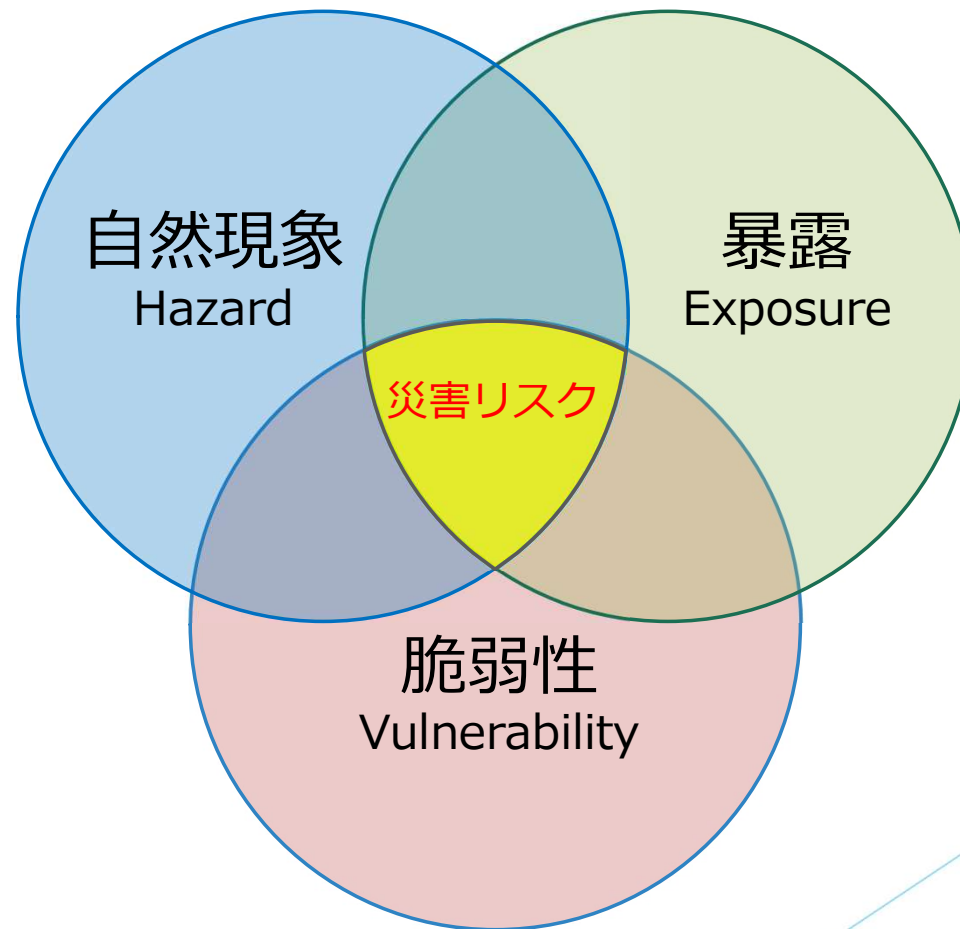 自然現象
Hazard
暴露
Exposure
災害リスク
脆弱性
Vulnerability